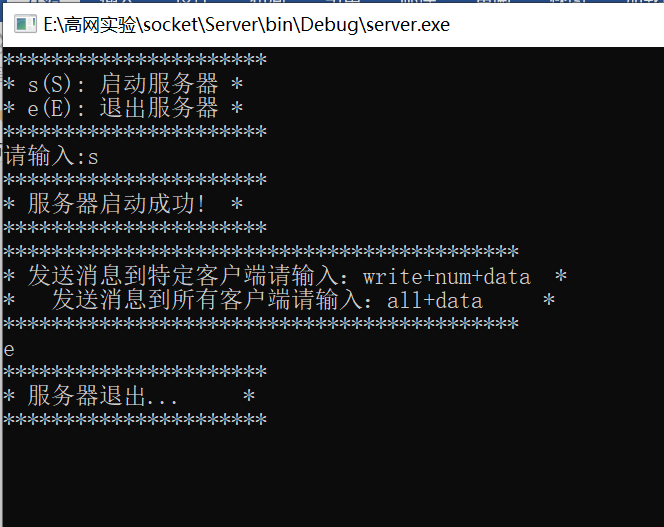 E:\高网实验\socket\Server\bin\Debug\server.exe
**********************
* s(S): 启动服务器 *
* e(E): 退出服务器 *
**********************
请输入:s
**********************
* 服务器启动成功!  *
**********************
*******************************************
* 发送消息到特定客户端请输入: write+num+data  *
*   发送消息到所有客户端请输入: all+data     *
*******************************************
e
**********************
* 服务器退出...     *
**********************